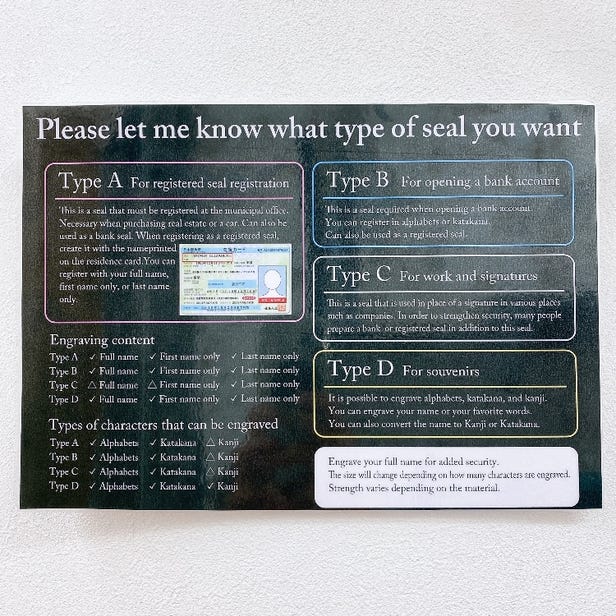 Please let me know what type of seal you want
Type A For registered seal registration
This is a seal that must be registered at the municipal office.
Necessary when purchasing real estate or a car. Can also be
used as a bank seal. When registering as a registered seal,
create it with the nameprinted
on the residence card.You can
register with your full name,
first name only, or last name
only.
Engraving content
Type A ✓ Full name ✓ First name only ✓ Last name only
Type B ✓ Full name ✓ First name only ✓ Last name only
Type C △ Full name △ First name only ✓ Last name only
Type D ✓ Full name ✓ First name only ✓ Last name only
Types of characters that can be engraved
Type A ✓ Alphabets ✓ Katakana △ Kanji
Type B ✓ Alphabets ✓ Katakana △ Kanji
Type C ✓ Alphabets ✓ Katakana △ Kanji
Type D ✓ Alphabets ✓ Katakana ✓ Kanji
Type B For opening a bank account
This is a seal required when opening a bank account.
You can register in alphabets or katakana.
Can also be used as a registered seal.
Type C For work and signatures
This is a seal that is used in place of a signature in various places
such as companies. In order to strengthen security, many people
prepare a bank or registered seal in addition to this seal.
Type D For souvenirs
It is possible to engrave alphabets, katakana, and kanji.
You can engrave your name or your favorite words.
You can also convert the name to Kanji or Katakana.
Engrave your full name for added security.
The size will change depending on how many characters are engraved.
Strength varies depending on the material.